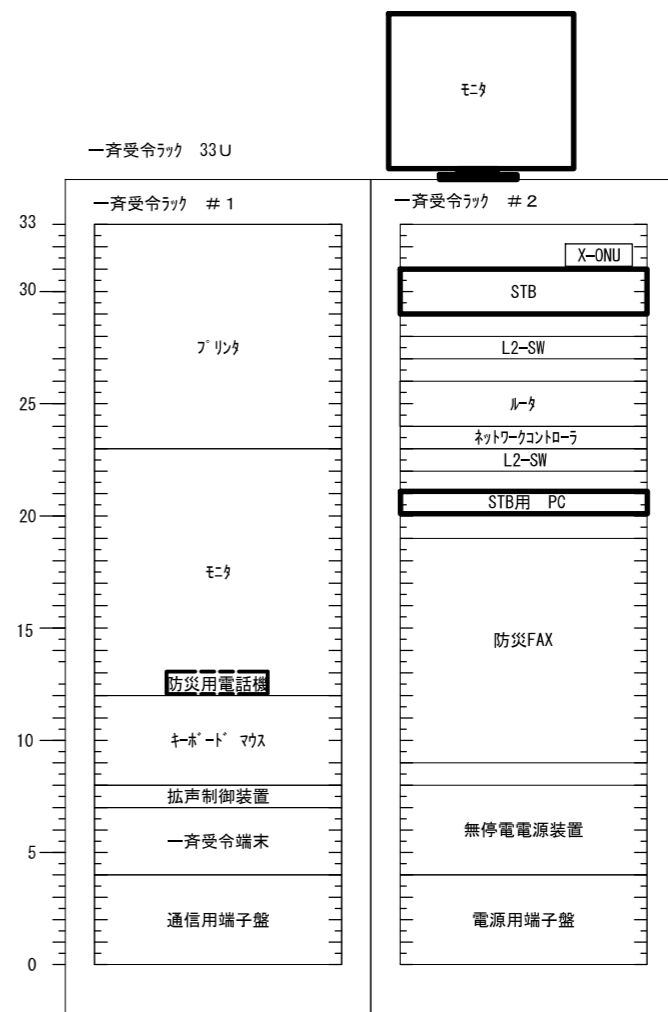 モニタ
一斉受令ラック 33U
一斉受令ラック #1
一斉受令ラック #2
33
X-ONU
30
STB
プリンタ
L2-SW
25
ルータ
ネットワークコントローラ
L2-SW
20
STB用 PC
モニタ
15
防災FAX
防災用電話機
10
キーボード マウス
拡声制御装置
無停電電源装置
5
一斉受令端末
通信用端子盤
電源用端子盤
0